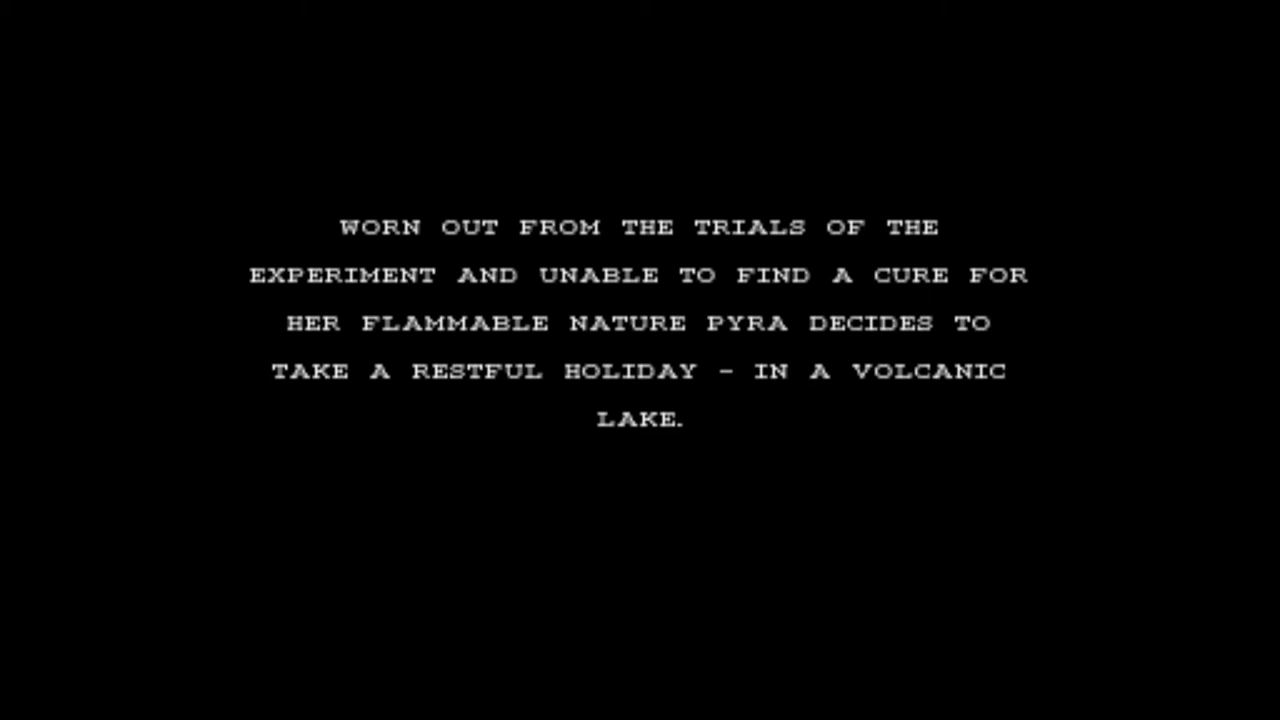 WORN OUT FROM THE TRIALS OF THE
EXPERIMENT AND UNABLE TO FIND A CURE FOR
HER FLAMMABLE NATURE PYRA DECIDES TO
TAKE A RESTFUL HOLIDAY - IN A VOLCANIC
LAKE.